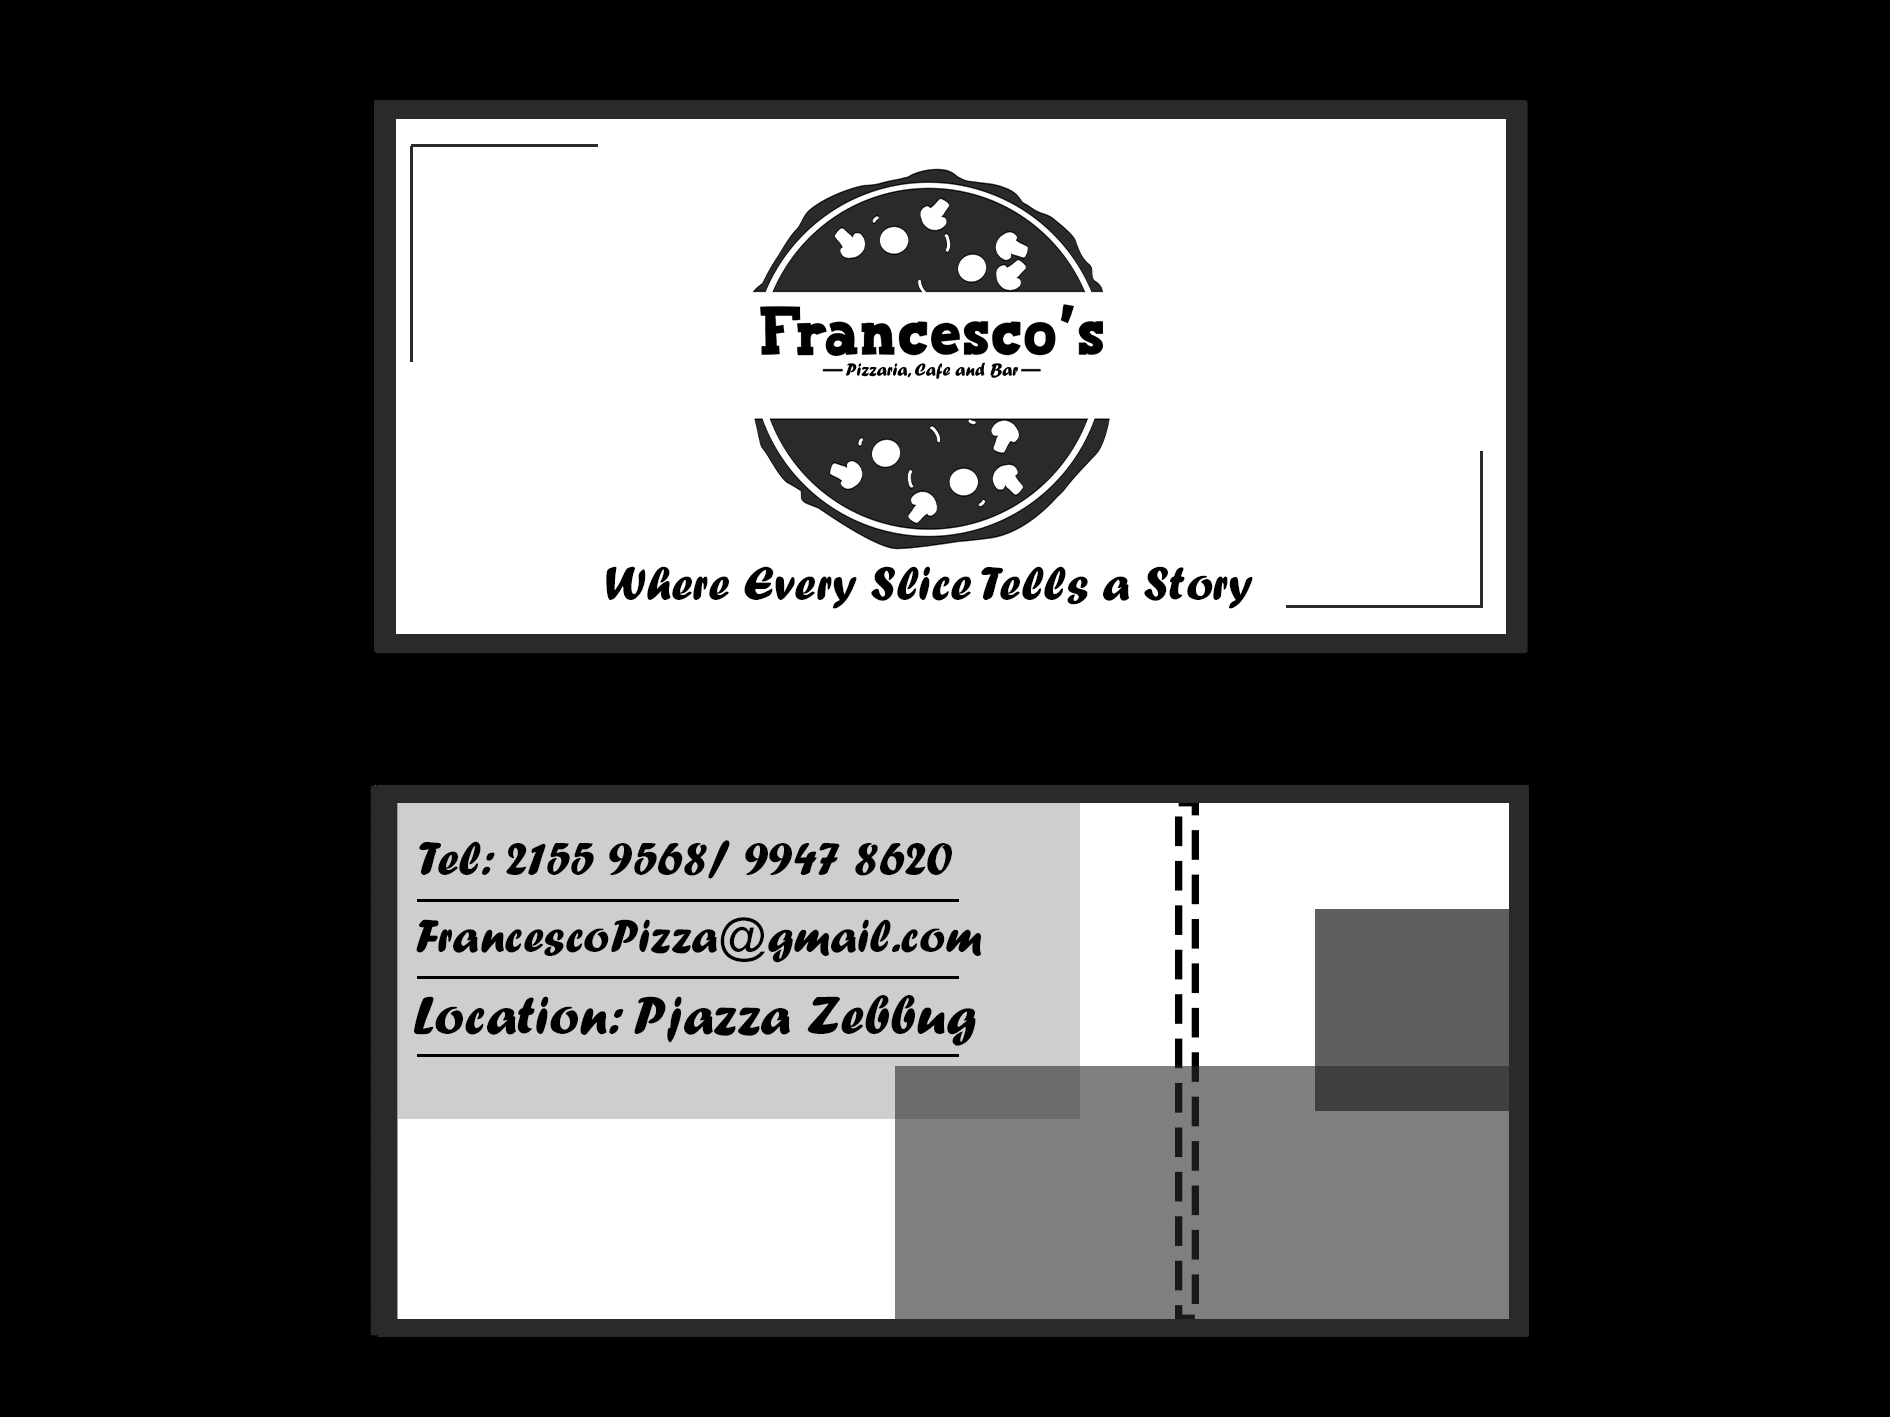 Francesco's
Pizzaria, Cafe and Bar
Where Every Slice Tells a Story
Tel: 2155 9568/ 9947 8620
FrancescoPizza@gmail.com
Location: Pjazza Zebbug